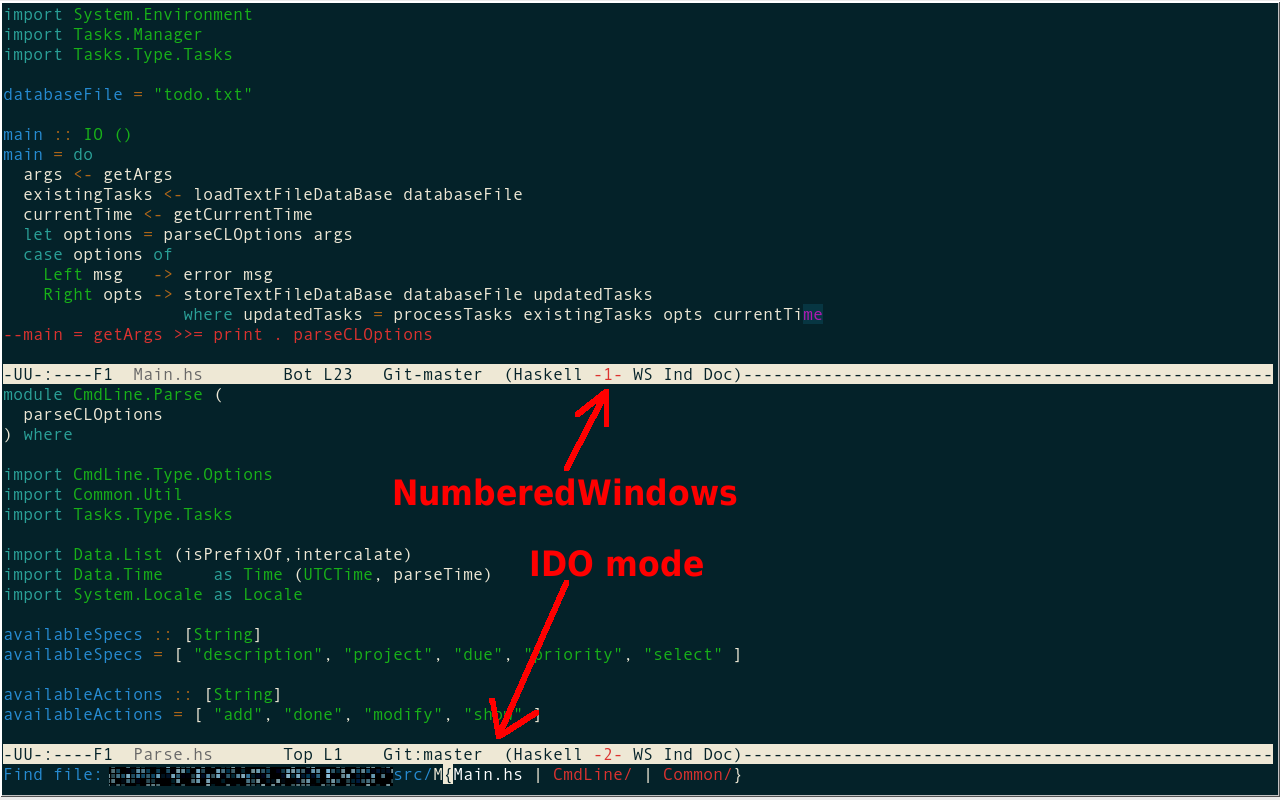 import System.Environment
import Tasks.Manager
import Tasks.Type.Tasks

databaseFile = "todo.txt"

main :: IO ()
main = do
  args <- getArgs
  existingTasks <- loadTextFileDataBase databaseFile
  currentTime <- getCurrentTime
  let options = parseCLOptions args
  case options of
    Left msg   -> error msg
    Right opts -> storeTextFileDataBase databaseFile updatedTasks
                  where updatedTasks = processTasks existingTasks opts currentTime
--main = getArgs >>= print . parseCLOptions

-UU-:----F1  Main.hs        Bot L23   Git-master  (Haskell -1- WS Ind Doc)-----------------------------------------------------
module CmdLine.Parse (
  parseCLOptions
) where

import CmdLine.Type.Options
NumberedWindows
import Common.Util
import Tasks.Type.Tasks

import Data.List (isPrefixOf,intercalate)
IDO mode
import Data.Time     as Time (UTCTime, parseTime)
import System.Locale as Locale

availableSpecs :: [String]
availableSpecs = [ "description", "project", "due", "priority", "select" ]

availableActions :: [String]
availableActions = [ "add", "done", "modify", "show" ]

-UU-:----F1  Parse.hs       Top L1    Git:master  (Haskell -2- WS Ind Doc)-----------------------------------------------------
Find file: src/M{Main.hs | CmdLine/ | Common/}